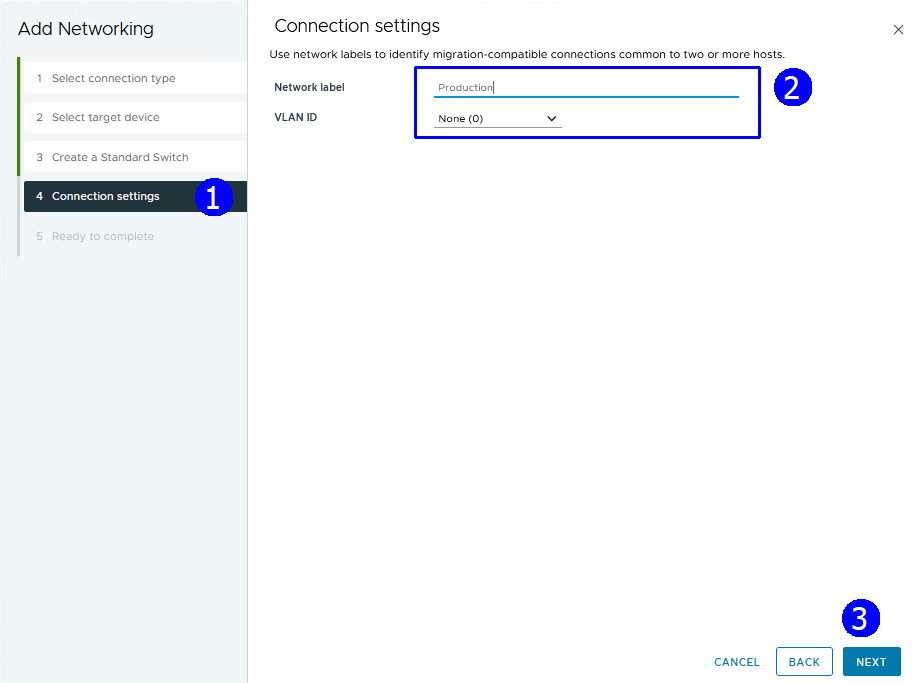 Add Networking
1 Select connection type
2 Select target device
3 Create a Standard Switch
4 Connection settings
1
5 Ready to complete
Connection settings
Use network labels to identify migration-compatible connections common to two or more hosts.
Network label
Production
2
VLAN ID
None (0)
3
CANCEL
BACK
NEXT